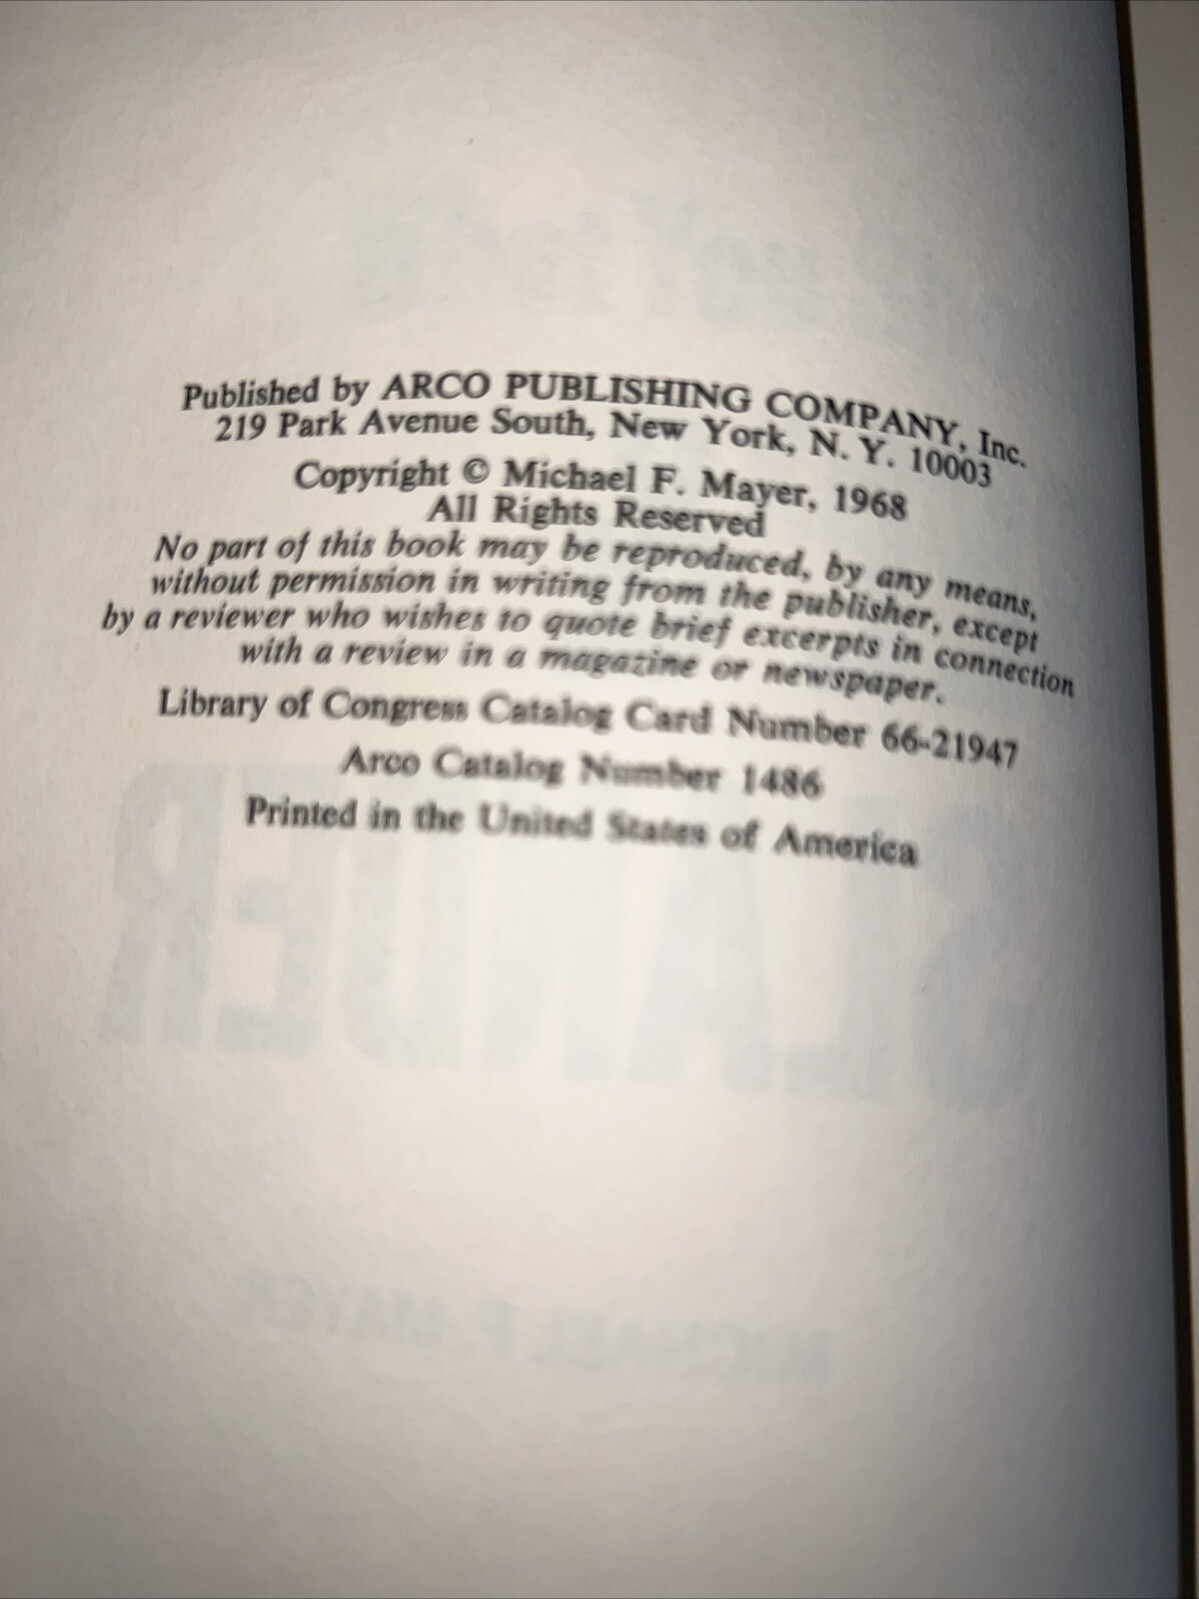 Published by ARCO PUBLISHING COMPANY, Inc.
219 Park Avenue South, New York, N. Y. 10003
Copyright © Michael F. Mayer, 1968
All Rights Reserved
No part of this book may be reproduced, by any means,
without permission in writing from the publisher, except
by a reviewer who wishes to quote brief excerpts in connection
with a review in a magazine or newspaper.
Library of Congress Catalog Card Number 66-21947
Arco Catalog Number 1486
Printed in the United States of America
SLANDER
MICHAEL F. MAYER